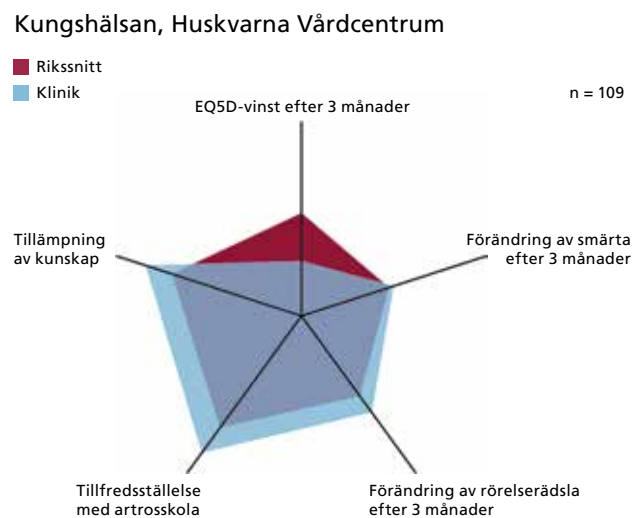 Kungshälsan, Huskvarna Vårdcentrum
Rikssnitt
Klinik
n = 109
EQ5D-vinst efter 3 månader
Tillämpning
av kunskap
Förändring av smärta
efter 3 månader
Tillfredsställelse
med artrosskola
Förändring av rörelserädsla
efter 3 månader